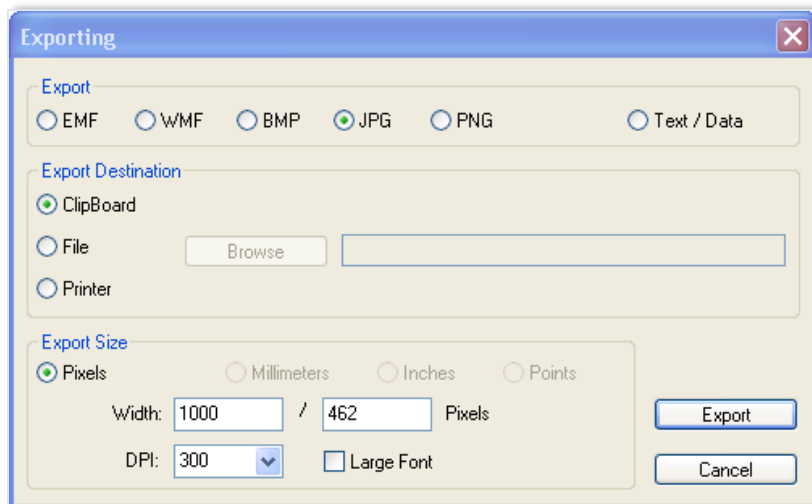 Exporting
Export
EMF WMF BMP JPG PNG Text / Data
Export Destination
ClipBoard
File Browse
Printer
Export Size
Pixels Millimeters Inches Points
Width: 1000 / 462 Pixels Export
DPI: 300 Large Font Cancel